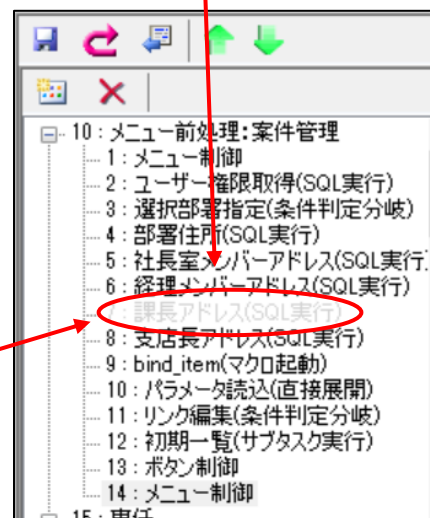 10：メニュー前処理：案件管理
1：メニュー制御
2：ユーザー権限取得(SQL実行)
3：選択部署指定(条件判定分岐)
4：部署住所(SQL実行)
5：社長室メンバーアドレス(SQL実行
6：経理メンバーアドレス(SQL実行)
7：課長アドレス(SQL実行)
8：支店長アドレス(SQL実行)
9：bind_item(マクロ起動)
10：パラメータ読込(直接展開)
11：リンク編集(条件判定分岐)
12：初期一覧(サブタスク実行)
13：ボタン制御
14：メニュー制御
15：専任